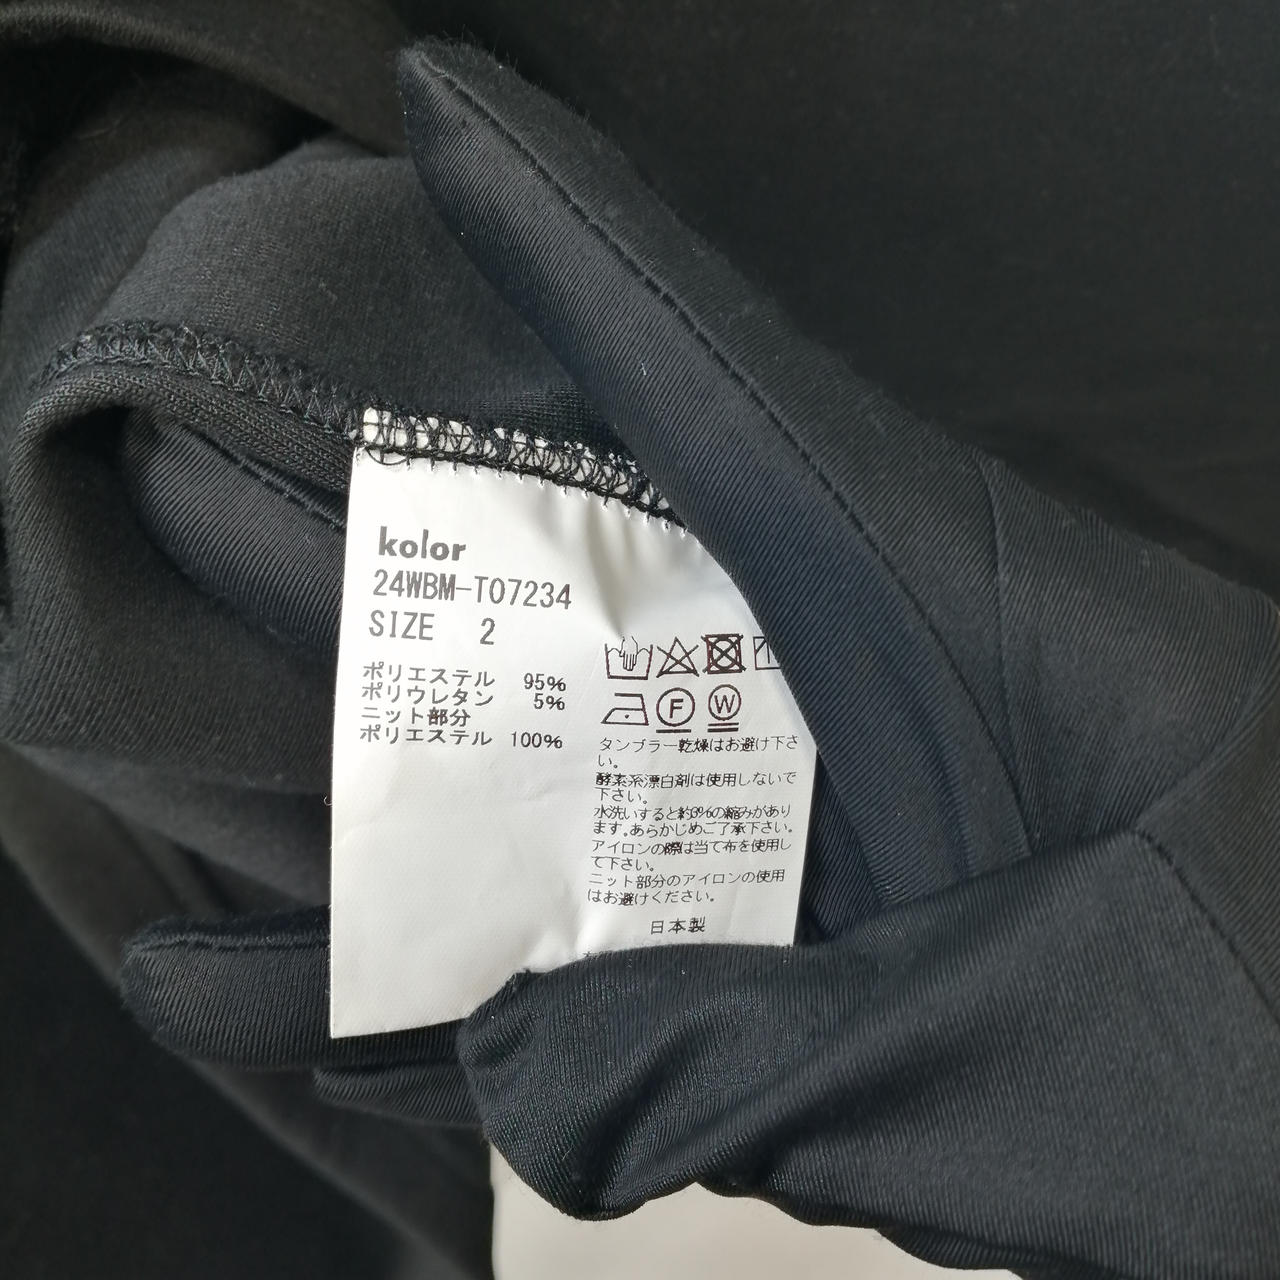 kolor
24WBM-T07234
SIZE 2
ポリエステル 95%
ポリウレタン 5%
ニット部分
ポリエステル 100%
F W
タンブラー乾燥はお避け下さ
い。
酵素系漂白剤は使用しないで
下さい。
水洗いすると約3%の縮みがあり
ます。あらかじめご了承下さい。
アイロンの際は当て布を使用し
て下さい。
ニット部分のアイロンの使用
はお避けください。
日本製